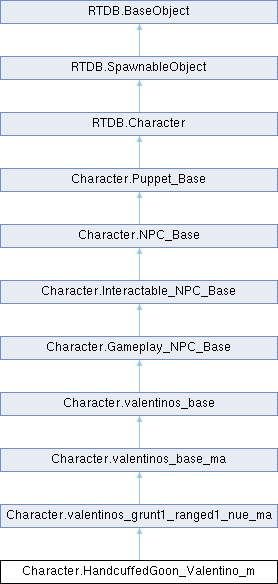 RTDB.BaseObject
RTDB.SpawnableObject
RTDB.Character
Character.Puppet_Base
Character.NPC_Base
Character.Interactable_NPC_Base
Character.Gameplay_NPC_Base
Character.valentinos_base
Character.valentinos_base_ma
Character.valentinos_grunt1_ranged1_nue_ma
Character.HandcuffedGoon_Valentino_m